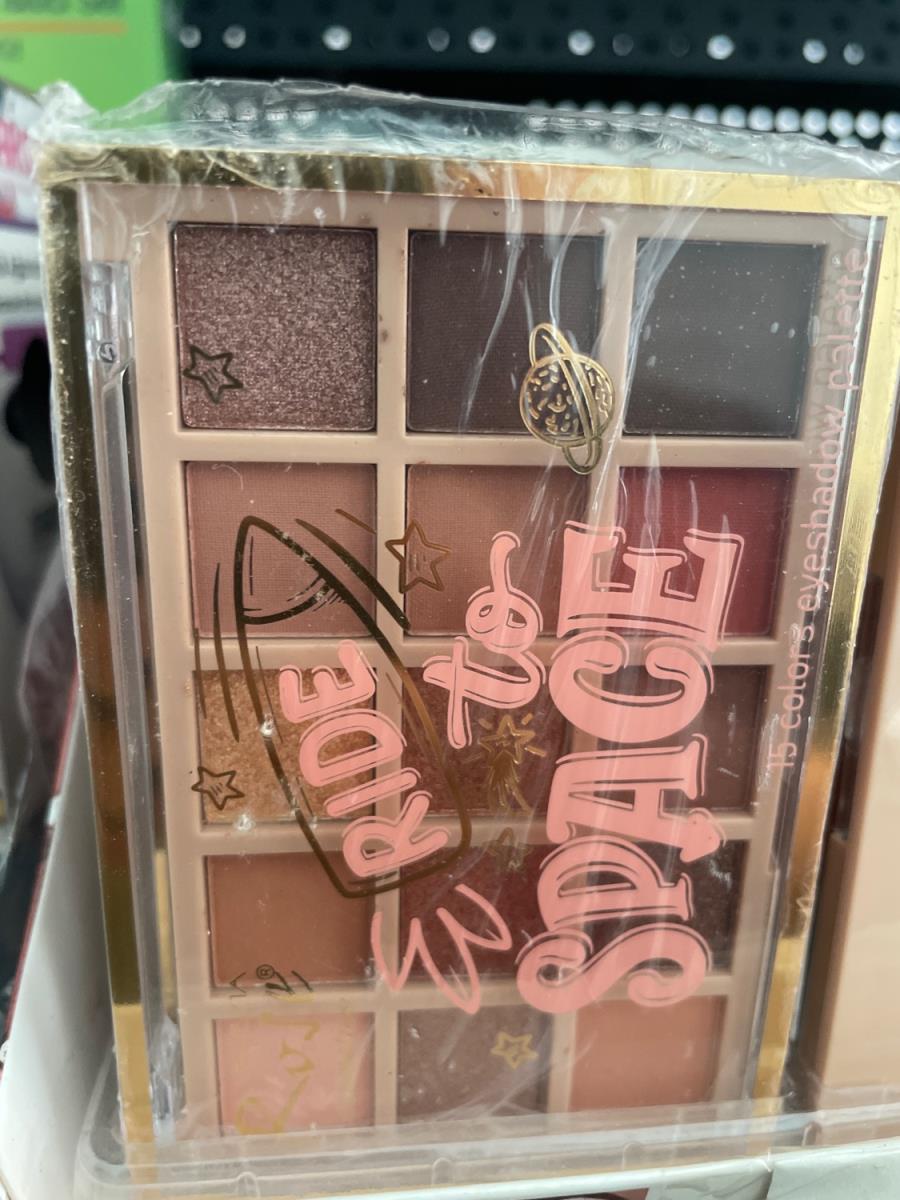 RIDE
to
SPACE
15 colors eyeshadow palette